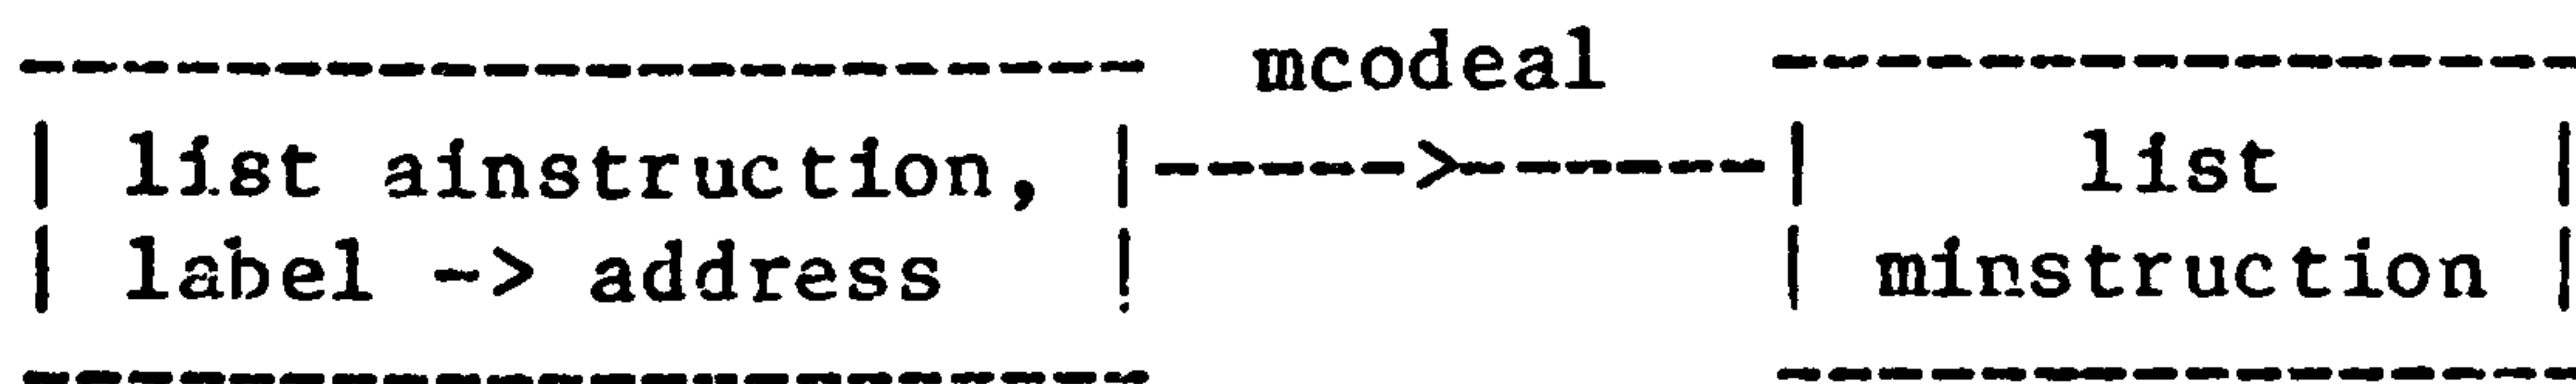 ----------------------  mcodeal  ----------------
| list ainstruction, |----->------|     list      |
| label -> address   !            | minstruction |
----------------------            ----------------